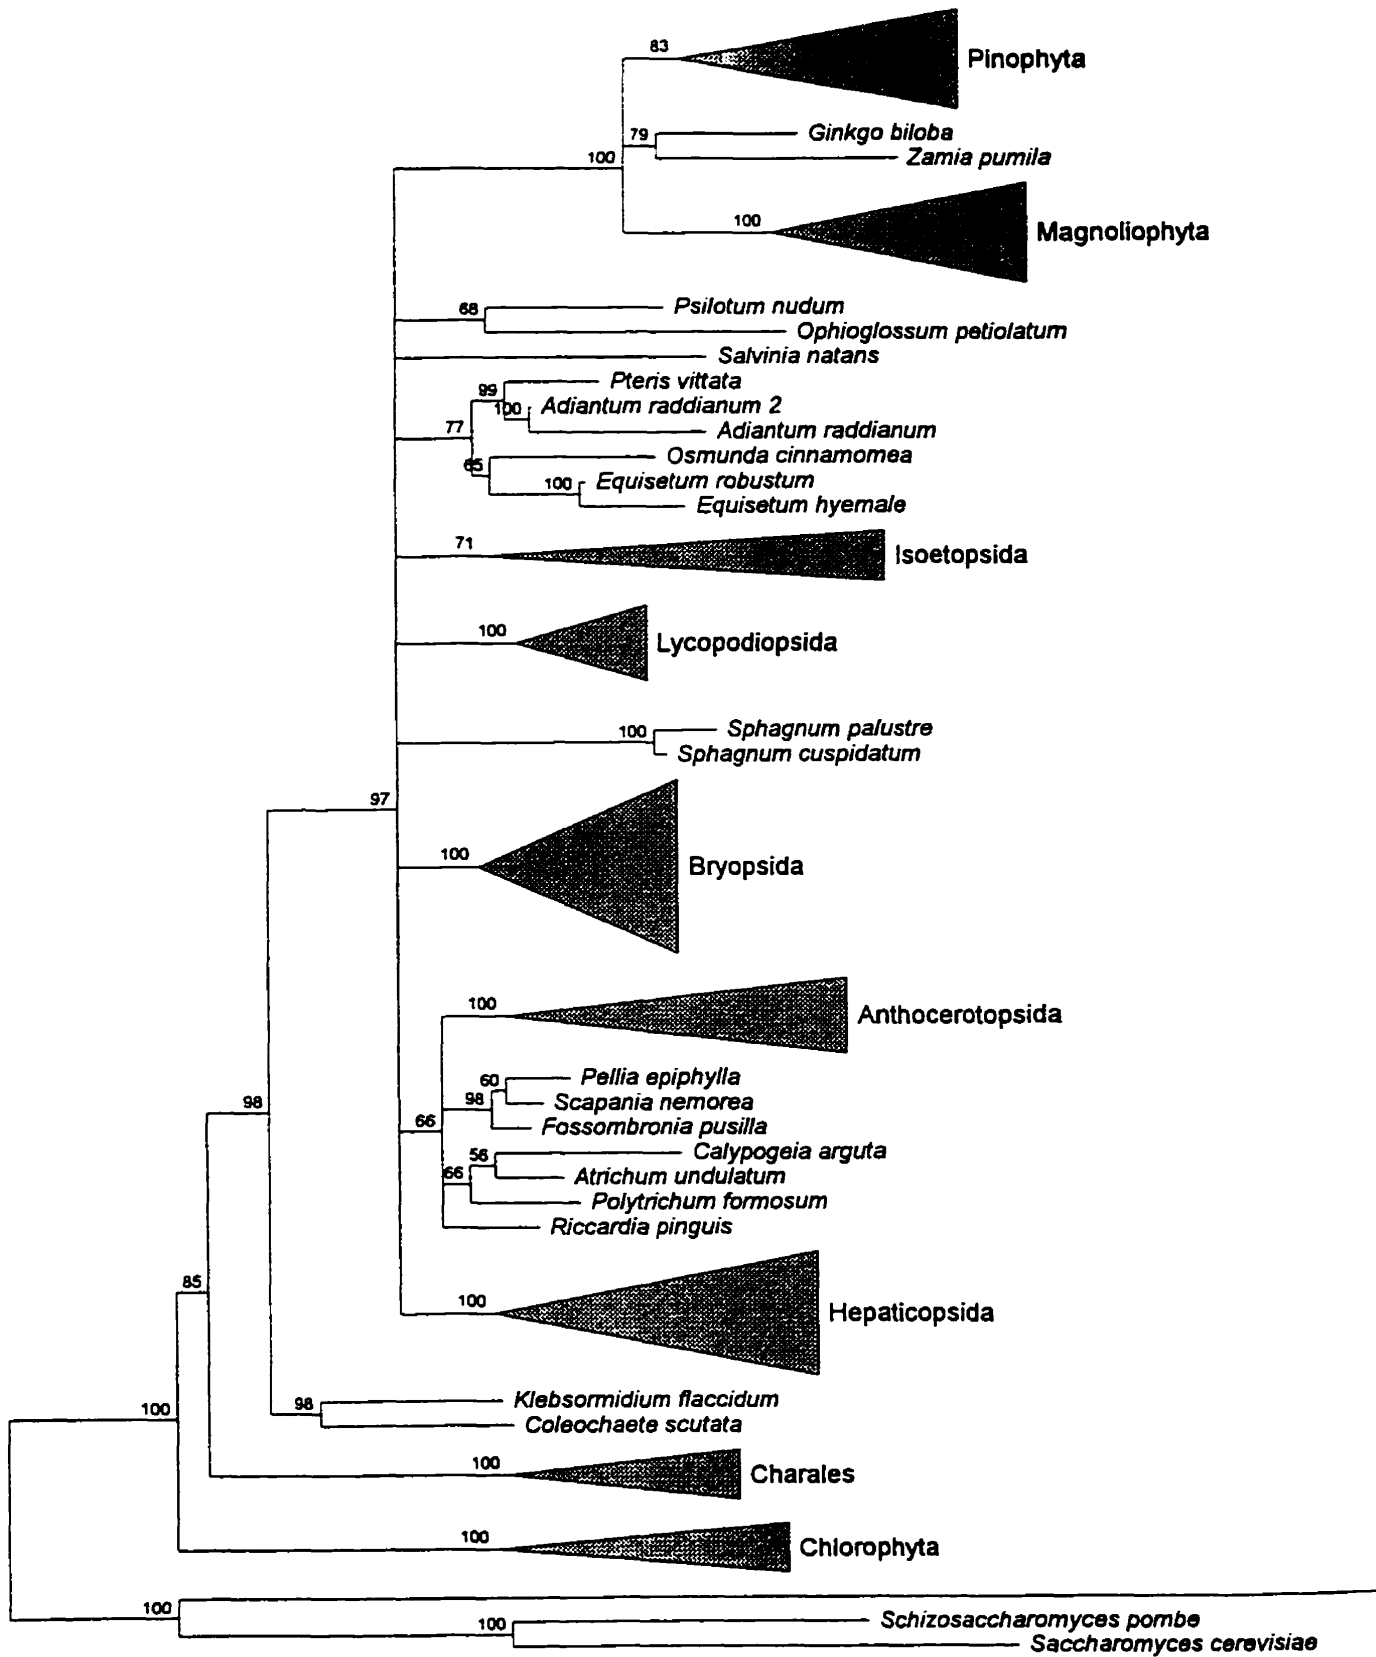 83
Pinophyta
79
Ginkgo biloba
Zamia pumila
100
100
Magnoliophyta
68
Psilotum nudum
Ophioglossum petiolatum
Salvinia natans
99
Pteris vittata
100
Adiantum raddianum 2
77
Adiantum raddianum
65
Osmunda cinnamomea
100
Equisetum robustum
Equisetum hyemale
71
Isoetopsida
100
Lycopodiopsida
100
Sphagnum palustre
Sphagnum cuspidatum
97
100
Bryopsida
100
Anthocerotopsida
60
Pellia epiphylla
98
98
Scapania nemorea
66
Fossombronia pusilla
56
Calypogeia arguta
66
Atrichum undulatum
Polytrichum formosum
Riccardia pinguis
85
100
Hepaticopsida
98
Klebsormidium flaccidum
100
Coleochaete scutata
100
Charales
100
Chlorophyta
100
100
Schizosaccharomyces pombe
Saccharomyces cerevisiae